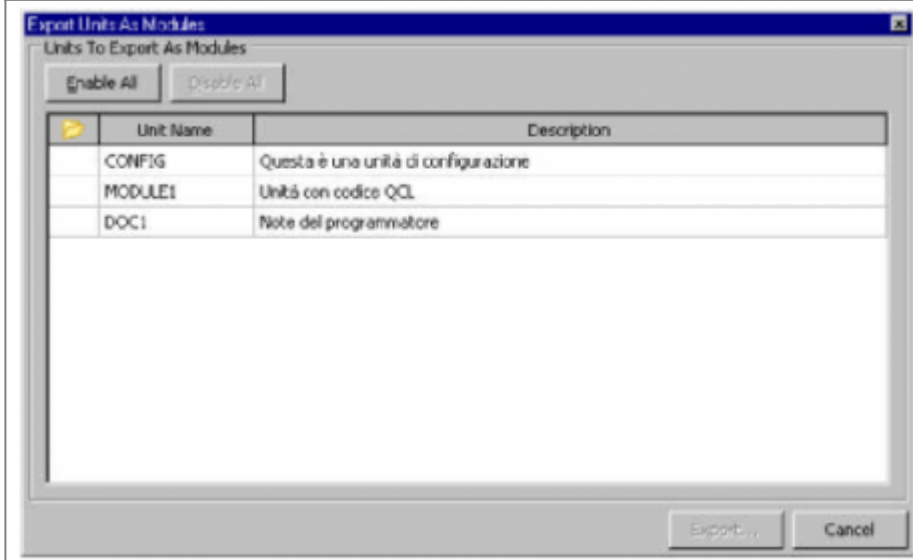 Export Units As Modules
Units To Export As Modules
Enable All Disable All
Unit Name Description
CONFIG Questa è una unità di configurazione
MODULE1 Unità con codice QCL
DOC1 Note del programmatore
Export... Cancel